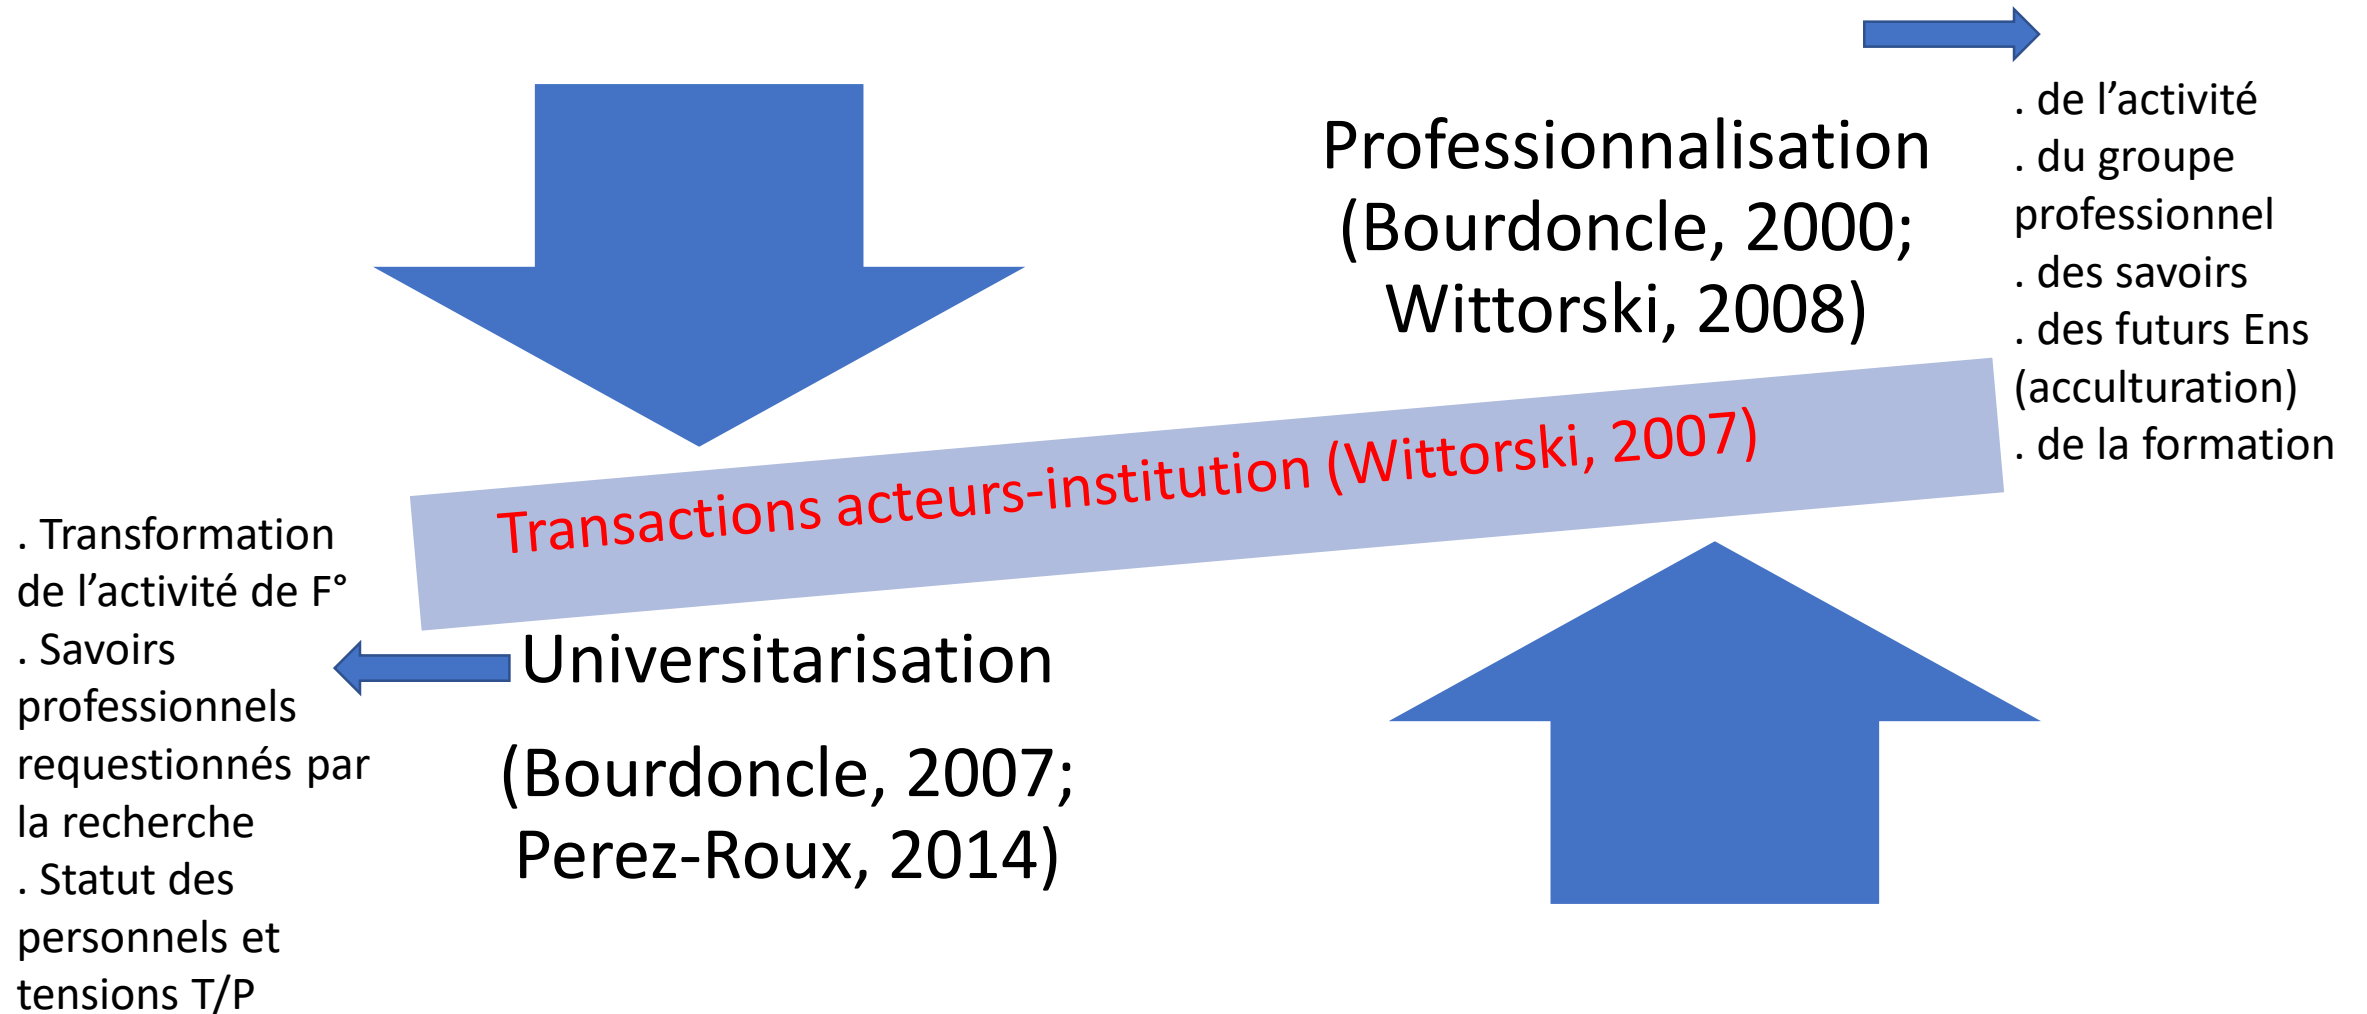 Professionnalisation
(Bourdoncle, 2000;
Wittorski, 2008)
. de l’activité
. du groupe
professionnel
. des savoirs
. des futurs Ens
(acculturation)
. de la formation
Transactions acteurs-institution (Wittorski, 2007)
. Transformation
de l’activité de F°
. Savoirs
professionnels
requestionnés par
la recherche
. Statut des
personnels et
tensions T/P
Universitarisation
(Bourdoncle, 2007;
Perez-Roux, 2014)